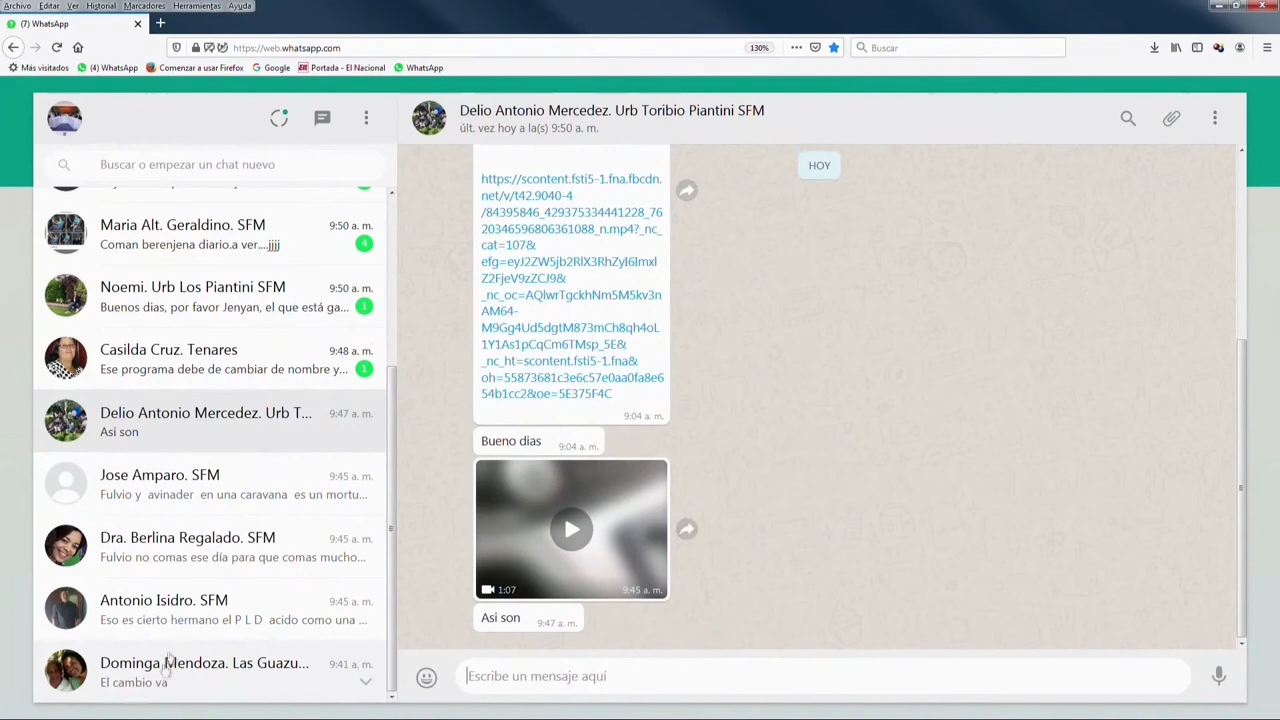 Archivo Editar Ver Historial Marcadores Herramientas Ayuda
(7) WhatsApp
https://web.whatsapp.com
130%
Buscar
Más visitados (4) WhatsApp Comenzar a usar Firefox Google Portada - El Nacional WhatsApp
Buscar o empezar un chat nuevo
Maria Alt. Geraldino. SFM 9:50 a. m.
Coman berenjena diario.a ver....jjjj 4
Noemi. Urb Los Piantini SFM 9:50 a. m.
Buenos dias, por favor Jenyan, el que está ga... 1
Casilda Cruz. Tenares 9:48 a. m.
Ese programa debe de cambiar de nombre y... 1
Delio Antonio Mercedez. Urb T... 9:47 a. m.
Asi son
Jose Amparo. SFM 9:45 a. m.
Fulvio y avinader en una caravana es un mortu...
Dra. Berlina Regalado. SFM 9:45 a. m.
Fulvio no comas ese día para que comas mucho...
Antonio Isidro. SFM 9:45 a. m.
Eso es cierto hermano el P L D acido como una ...
Dominga Mendoza. Las Guazu... 9:41 a. m.
El cambio va
Delio Antonio Mercedez. Urb Toribio Piantini SFM
últ. vez hoy a la(s) 9:50 a. m.
HOY
https://scontent.fsti5-1.fna.fbcdn.
net/v/t42.9040-4
/84395846_429375334441228_76
20346596806361088_n.mp4?_nc_
cat=107&
efg=eyJ2ZW5jb2RlX3RhZyI6ImxI
Z2FjeV9zZCJ9&
_nc_oc=AQlwrTgckhNm5M5kv3n
AM64-
M9Gg4Ud5dgtM873mCh8qh4oL
1Y1As1pCqCm6TMsp_5E&
_nc_ht=scontent.fsti5-1.fna&
oh=55873681c3e6c57e0aa0fa8e6
54b1cc2&oe=5E375F4C
9:04 a. m.
Bueno dias 9:04 a. m.
1:07 9:45 a. m.
Asi son 9:47 a. m.
Escribe un mensaje aquí